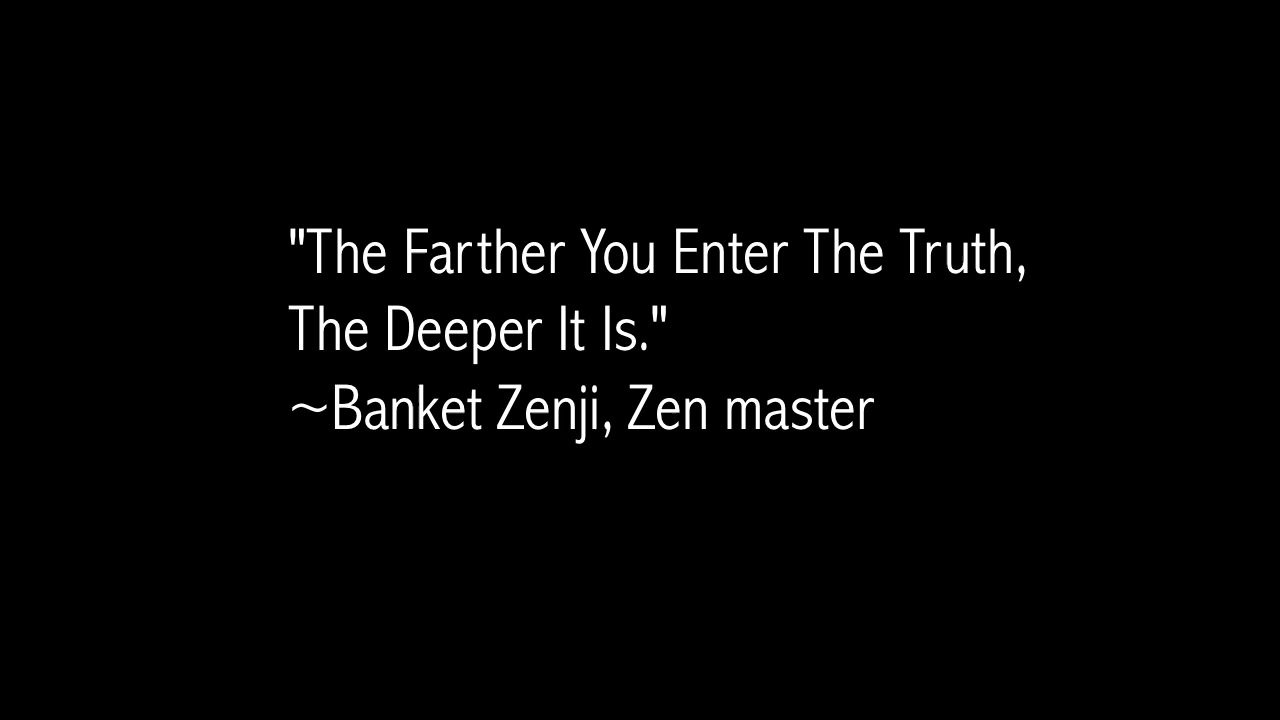 "The Farther You Enter The Truth,
The Deeper It Is."
~Banket Zenji, Zen master